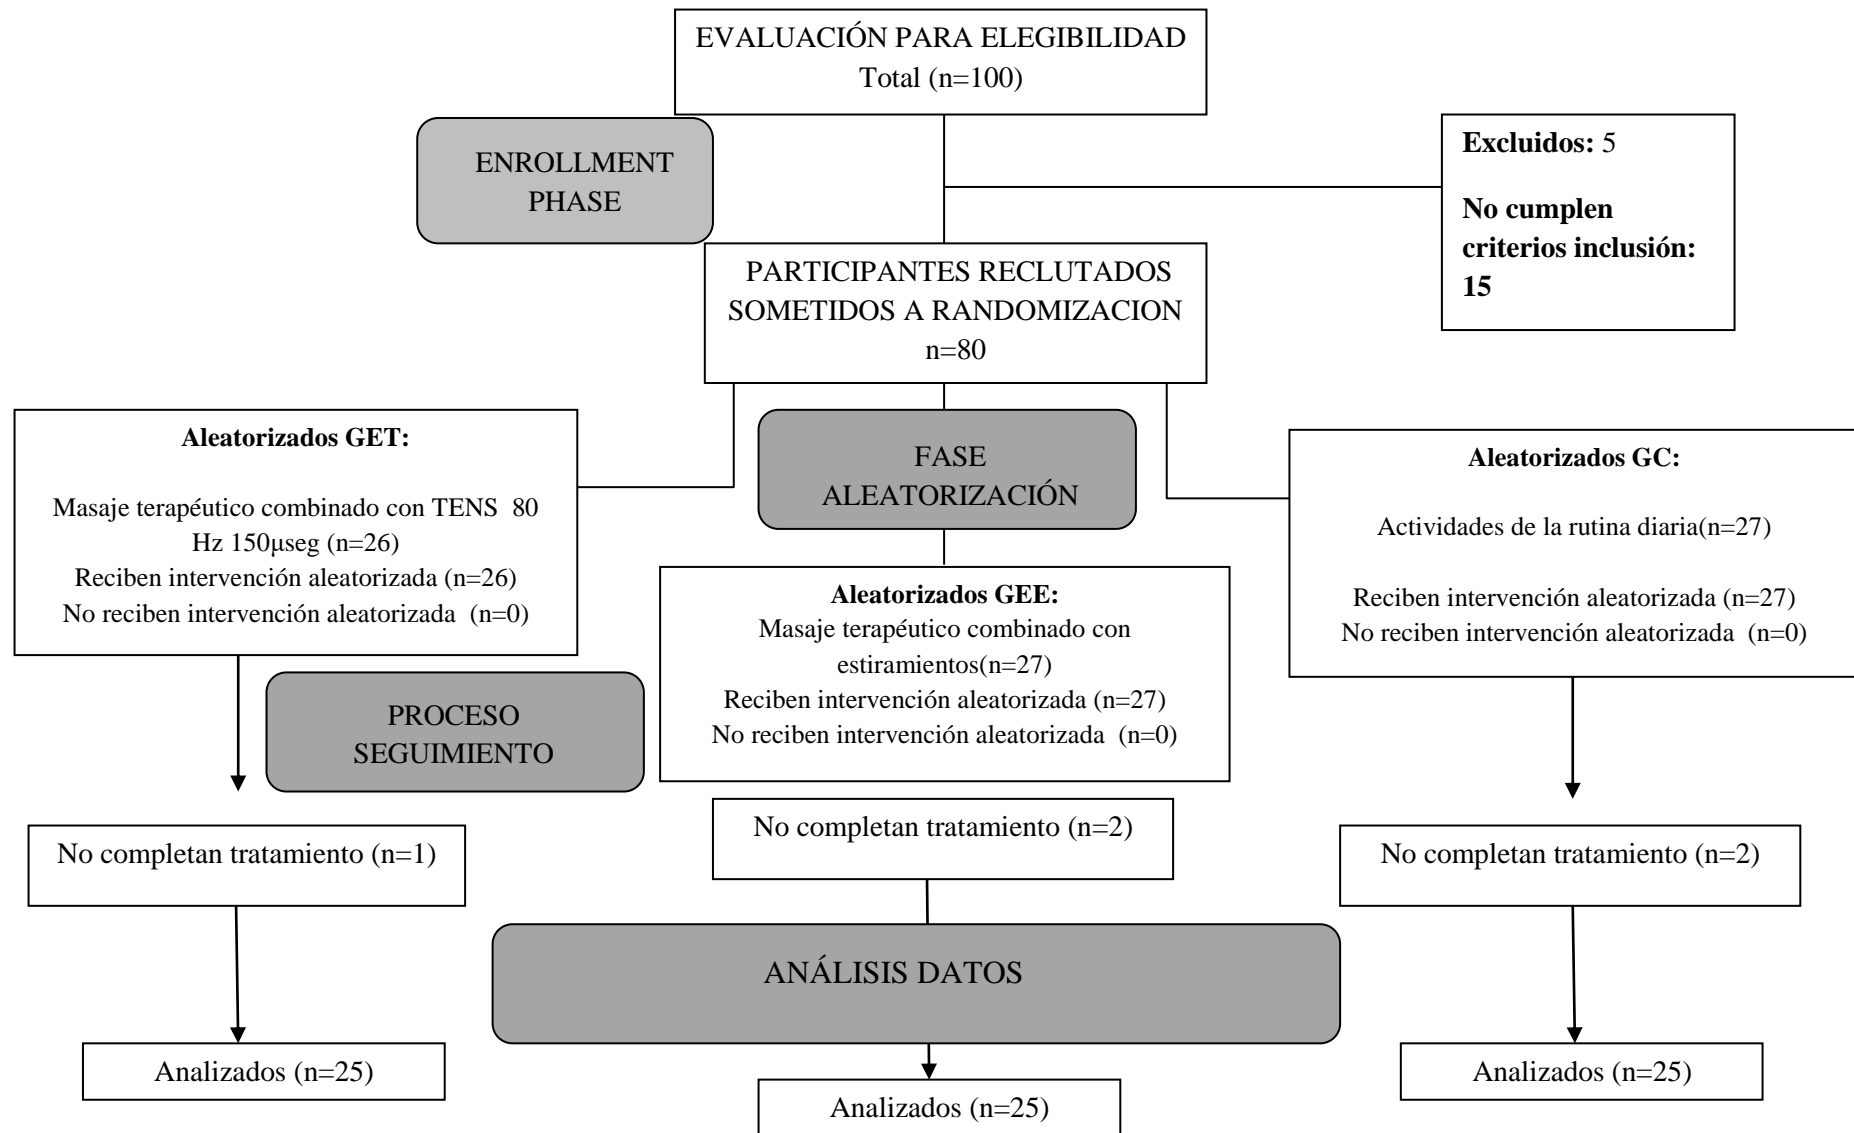 EVALUACIÓN PARA ELEGIBILIDAD
Total (n=100)
ENROLLMENT
PHASE
Excluidos: 5
No cumplen
criterios inclusión:
15
PARTICIPANTES RECLUTADOS
SOMETIDOS A RANDOMIZACION
n=80
Aleatorizados GET:
Masaje terapéutico combinado con TENS 80
Hz 150μseg (n=26)
Reciben intervención aleatorizada (n=26)
No reciben intervención aleatorizada (n=0)
FASE
ALEATORIZACIÓN
Aleatorizados GC:
Actividades de la rutina diaria(n=27)
Reciben intervención aleatorizada (n=27)
No reciben intervención aleatorizada (n=0)
Aleatorizados GEE:
Masaje terapéutico combinado con
estiramientos(n=27)
Reciben intervención aleatorizada (n=27)
No reciben intervención aleatorizada (n=0)
PROCESO
SEGUIMIENTO
No completan tratamiento (n=1)
No completan tratamiento (n=2)
No completan tratamiento (n=2)
ANÁLISIS DATOS
Analizados (n=25)
Analizados (n=25)
Analizados (n=25)